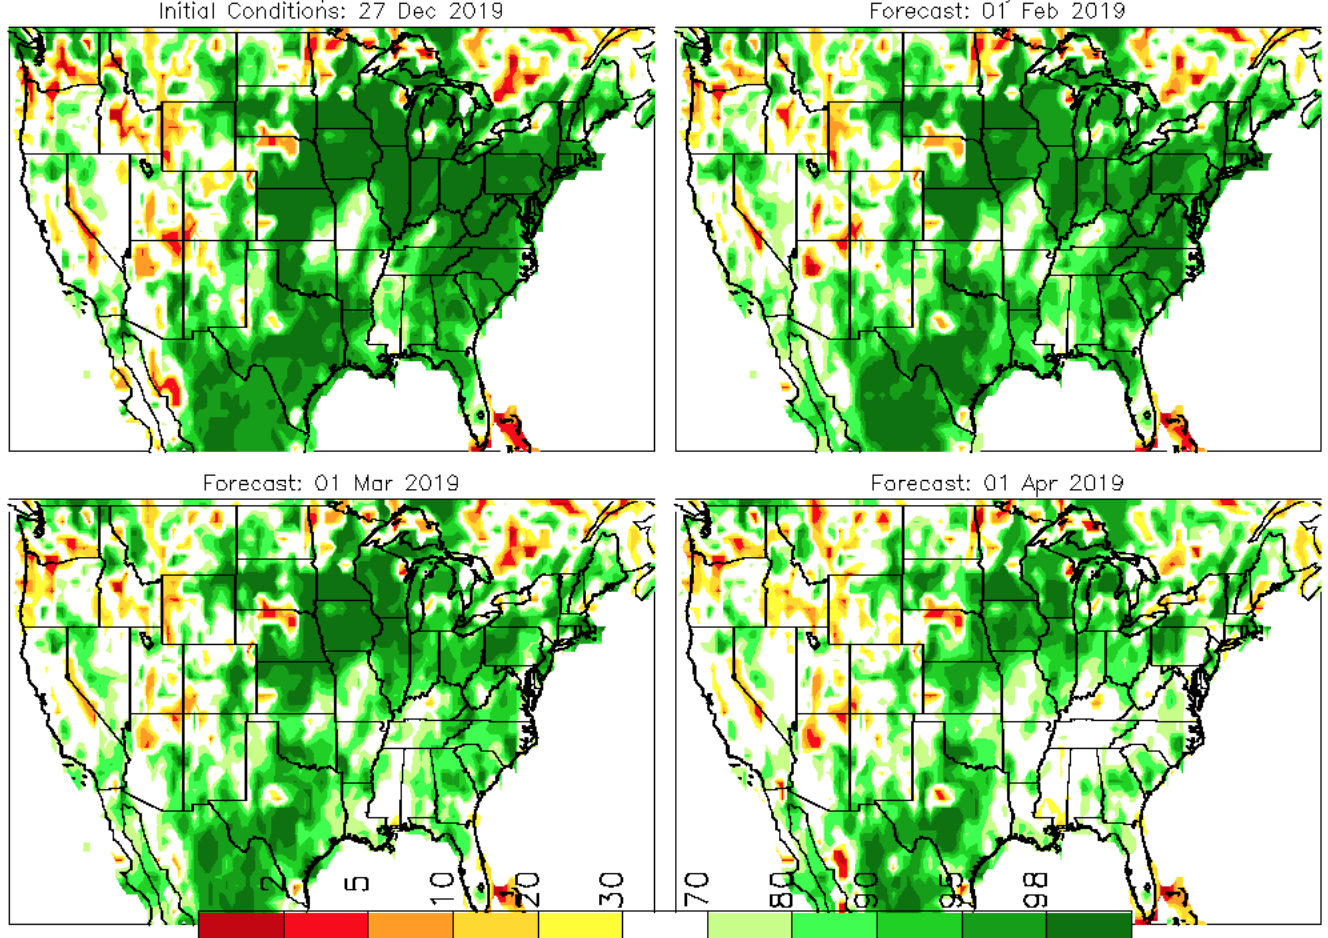 Initial Conditions: 27 Dec 2019
Forecast: 01 Feb 2019
Forecast: 01 Mar 2019
Forecast: 01 Apr 2019
2 5 10 20 30 70 80 90 95 98